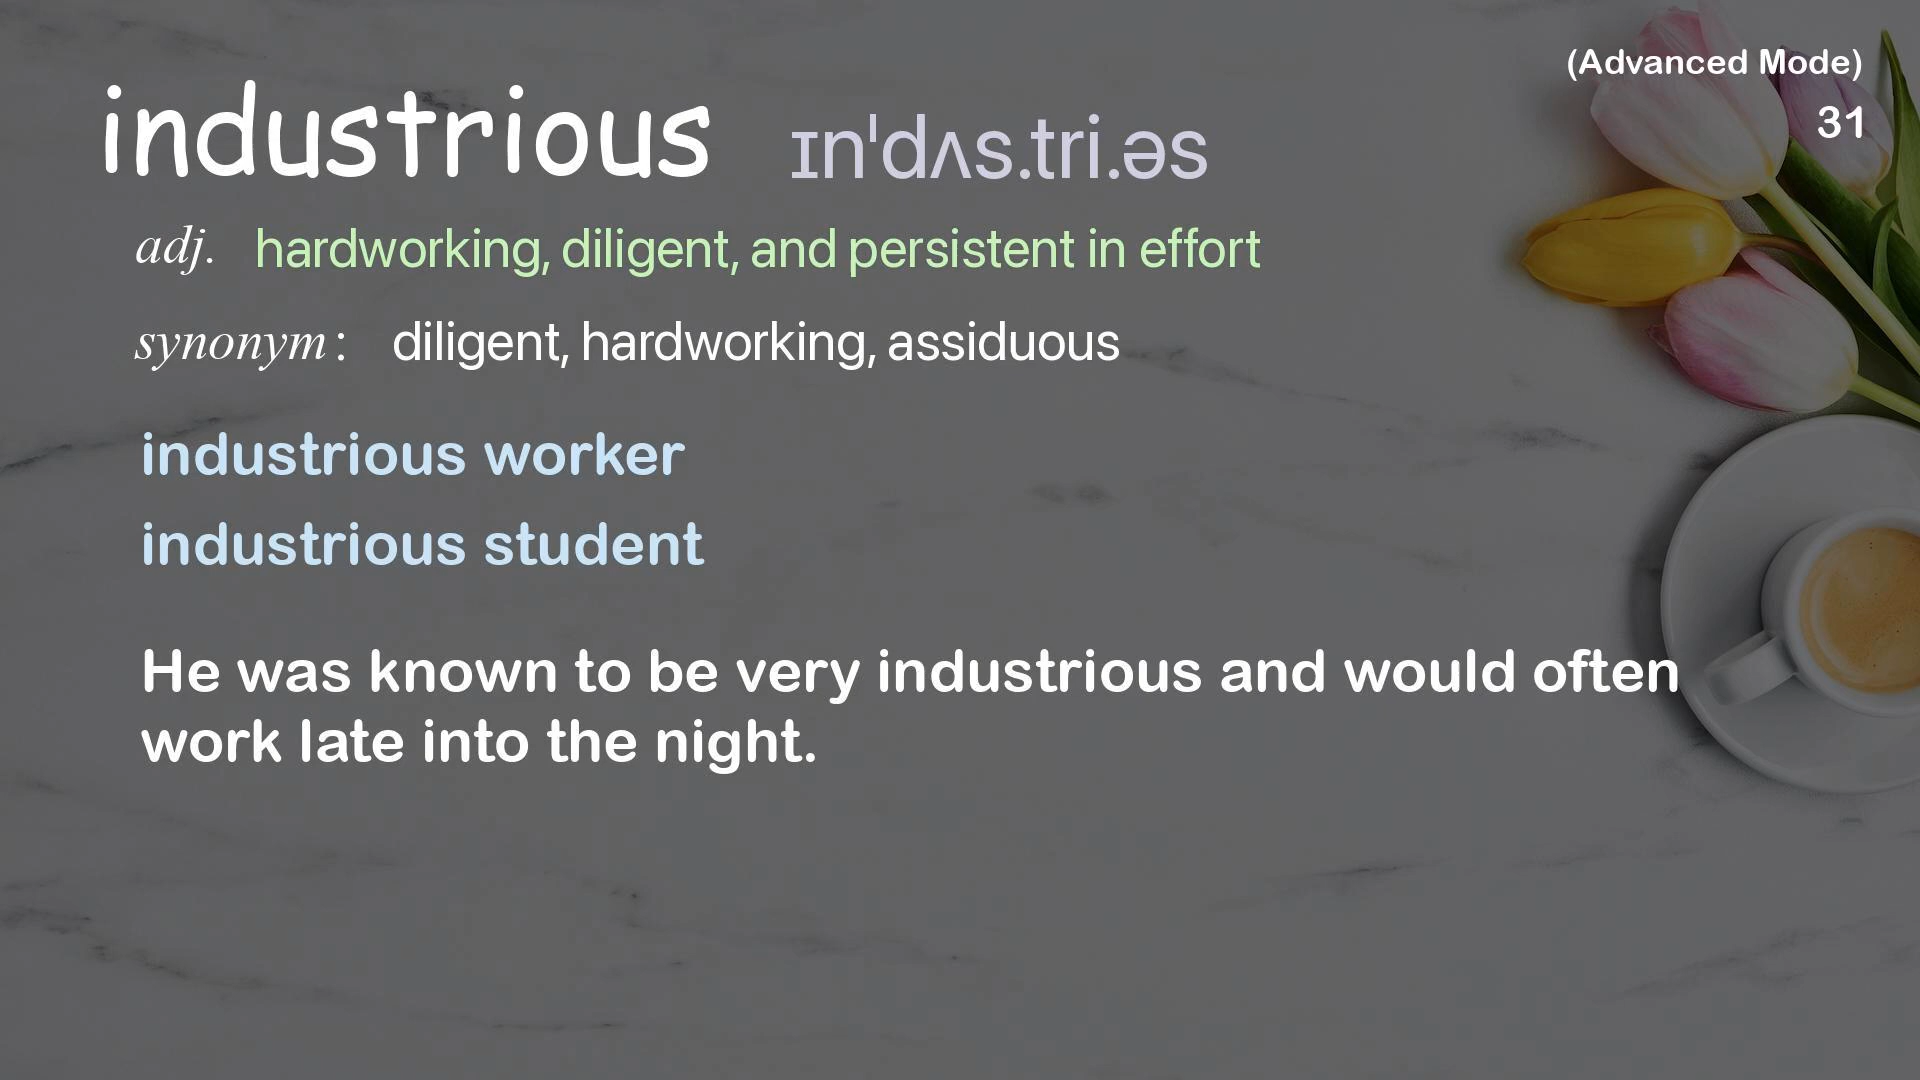 (Advanced Mode)
31
industrious ɪnˈdʌs.tri.əs
adj. hardworking, diligent, and persistent in effort
synonym : diligent, hardworking, assiduous
industrious worker
industrious student
He was known to be very industrious and would often
work late into the night.